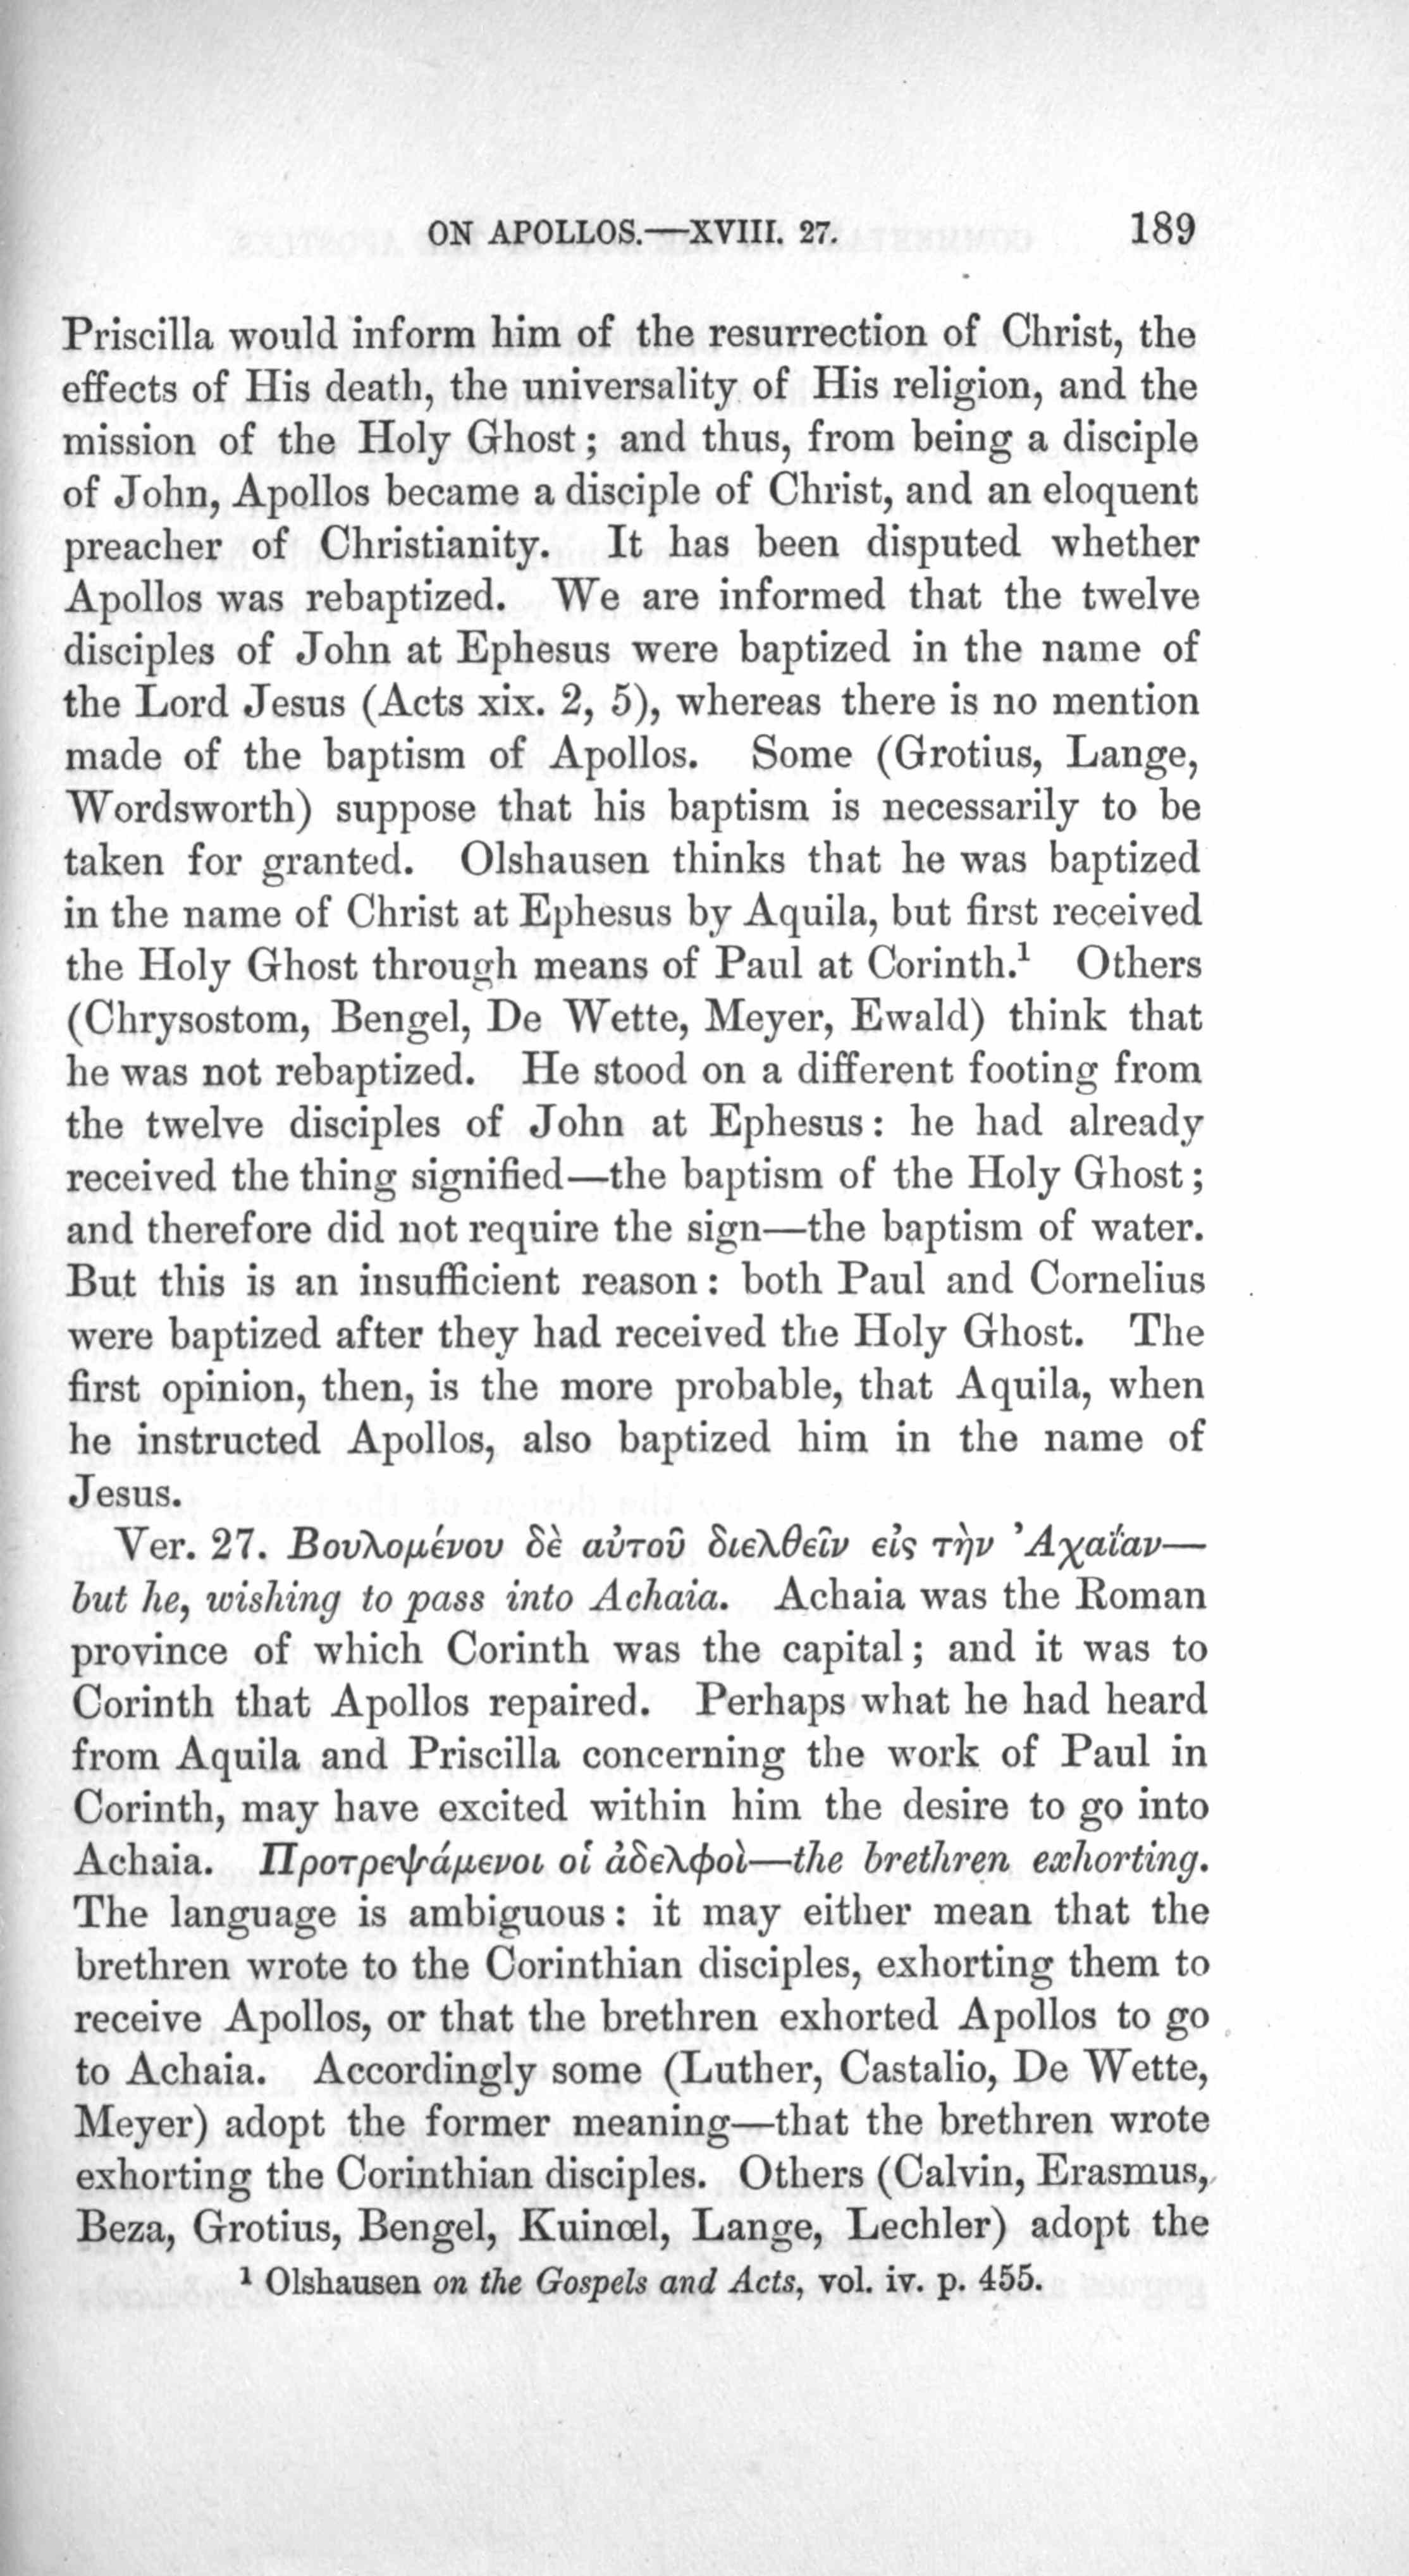 ON APOLLOS.—XVIII. 27. 189
Priscilla would inform him of the resurrection of Christ, the
effects of His death, the universality of His religion, and the
mission of the Holy Ghost; and thus, from being a disciple
of John, Apollos became a disciple of Christ, and an eloquent
preacher of Christianity. It has been disputed whether
Apollos was rebaptized. We are informed that the twelve
disciples of John at Ephesus were baptized in the name of
the Lord Jesus (Acts xix. 2, 5), whereas there is no mention
made of the baptism of Apollos. Some (Grotius, Lange,
Wordsworth) suppose that his baptism is necessarily to be
taken for granted. Olshausen thinks that he was baptized
in the name of Christ at Ephesus by Aquila, but first received
the Holy Ghost through means of Paul at Corinth.¹ Others
(Chrysostom, Bengel, De Wette, Meyer, Ewald) think that
he was not rebaptized. He stood on a different footing from
the twelve disciples of John at Ephesus: he had already
received the thing signified—the baptism of the Holy Ghost;
and therefore did not require the sign—the baptism of water.
But this is an insufficient reason: both Paul and Cornelius
were baptized after they had received the Holy Ghost. The
first opinion, then, is the more probable, that Aquila, when
he instructed Apollos, also baptized him in the name of
Jesus.
Ver. 27. Βουλομένου δὲ αὐτοῦ διελθεῖν εἰς τὴν Ἀχαΐαν—
but he, wishing to pass into Achaia. Achaia was the Roman
province of which Corinth was the capital; and it was to
Corinth that Apollos repaired. Perhaps what he had heard
from Aquila and Priscilla concerning the work of Paul in
Corinth, may have excited within him the desire to go into
Achaia. Προτρεψάμενοι οἱ ἀδελφοὶ—the brethren exhorting.
The language is ambiguous: it may either mean that the
brethren wrote to the Corinthian disciples, exhorting them to
receive Apollos, or that the brethren exhorted Apollos to go
to Achaia. Accordingly some (Luther, Castalio, De Wette,
Meyer) adopt the former meaning—that the brethren wrote
exhorting the Corinthian disciples. Others (Calvin, Erasmus,
Beza, Grotius, Bengel, Kuinœl, Lange, Lechler) adopt the
¹ Olshausen on the Gospels and Acts, vol. iv. p. 455.